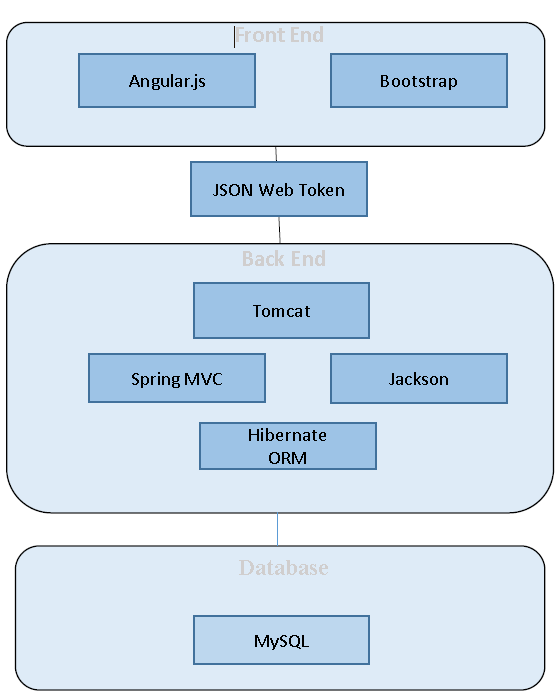 Front End
Angular.js
Bootstrap
JSON Web Token
Back End
Tomcat
Spring MVC
Jackson
Hibernate
ORM
Database
MySQL